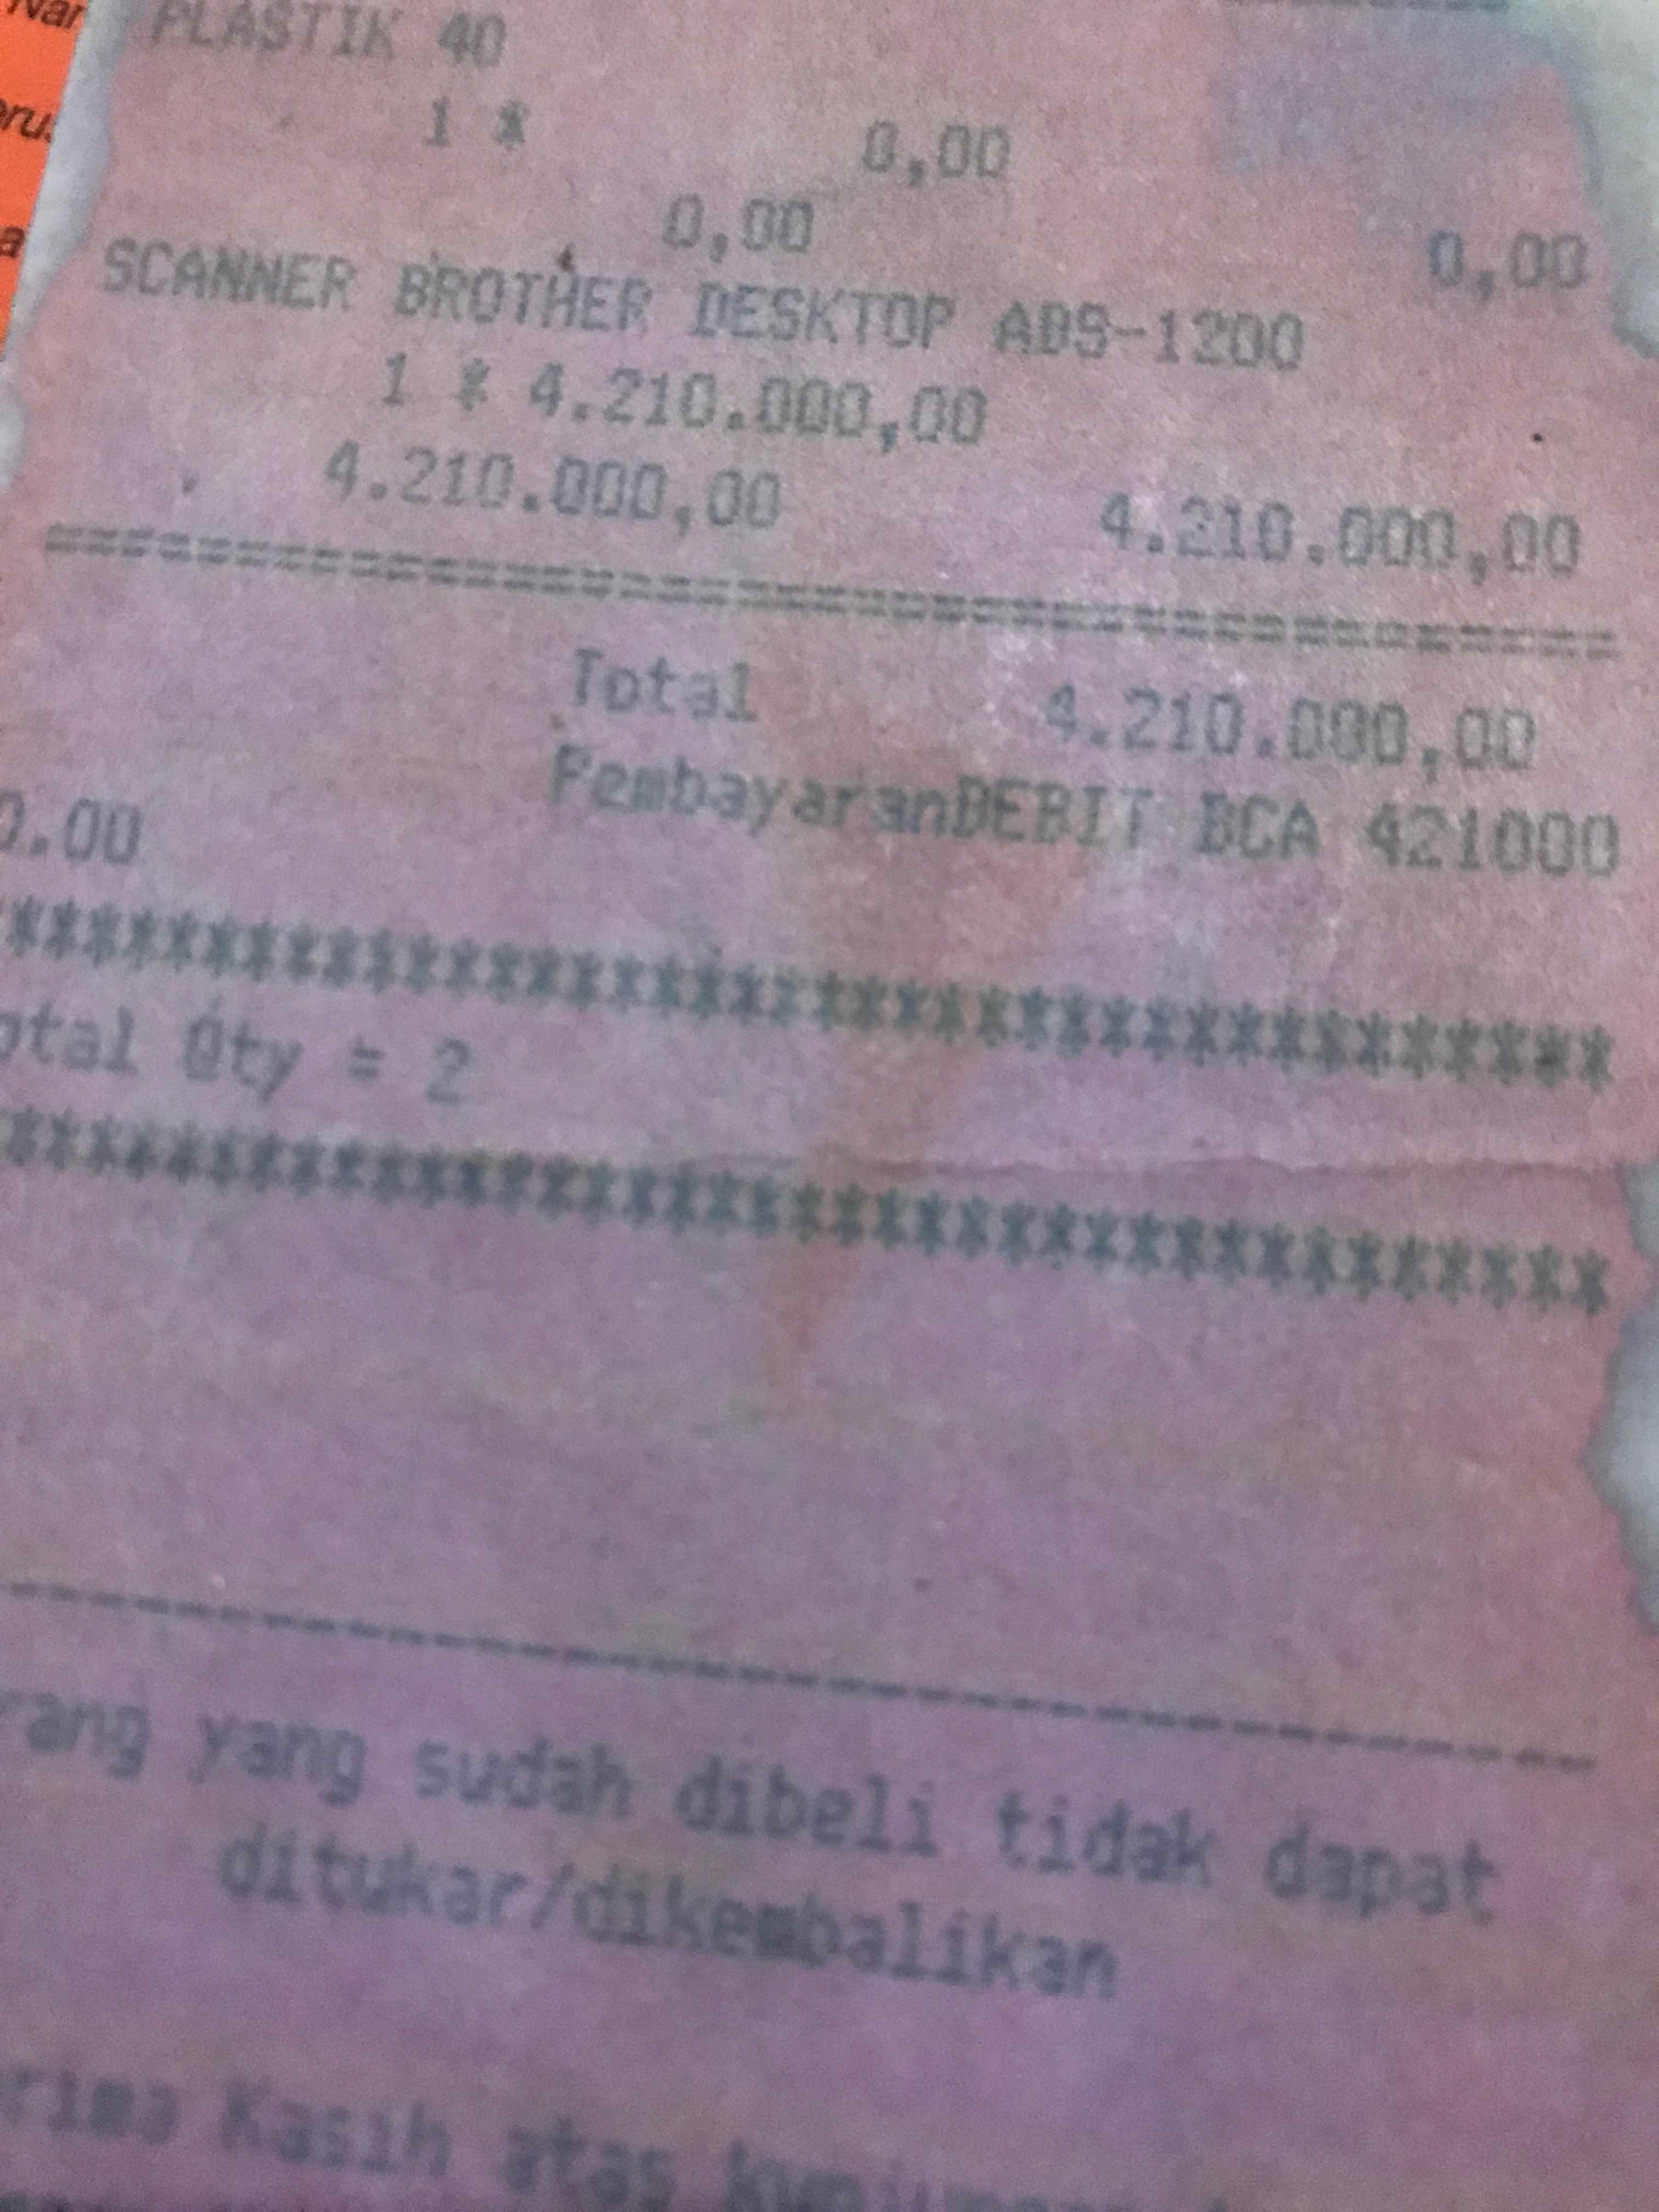 PLASTIK 40
1 * 0,00
0,00 0,00
SCANNER BROTHER DESKTOP ADS-1200
1 * 4.210.000,00
4.210.000,00 4.210.000,00
================================
Total 4.210.000,00
PembayaranDEBIT BCA 421000
0.00
****************************************
otal Qty = 2
****************************************
----------------------------------------
rang yang sudah dibeli tidak dapat
ditukar/dikembalikan
rima Kasih atas